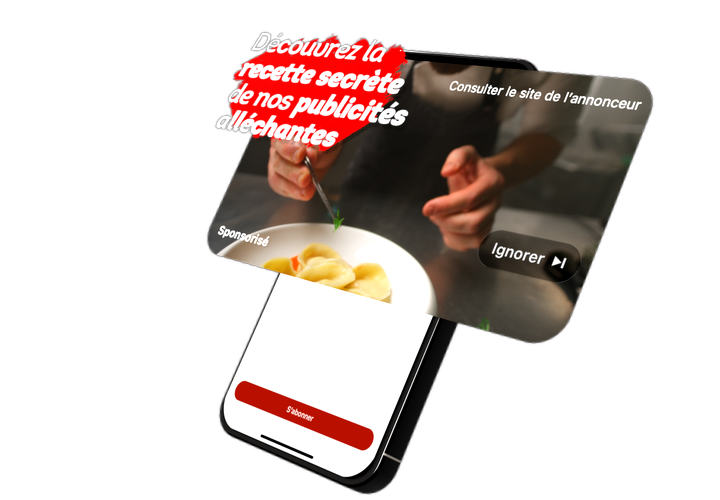 Découvrez la
recette secrète
de nos publicités
alléchantes
Consulter le site de l'annonceur
Sponsorisé
Ignorer
S'abonner